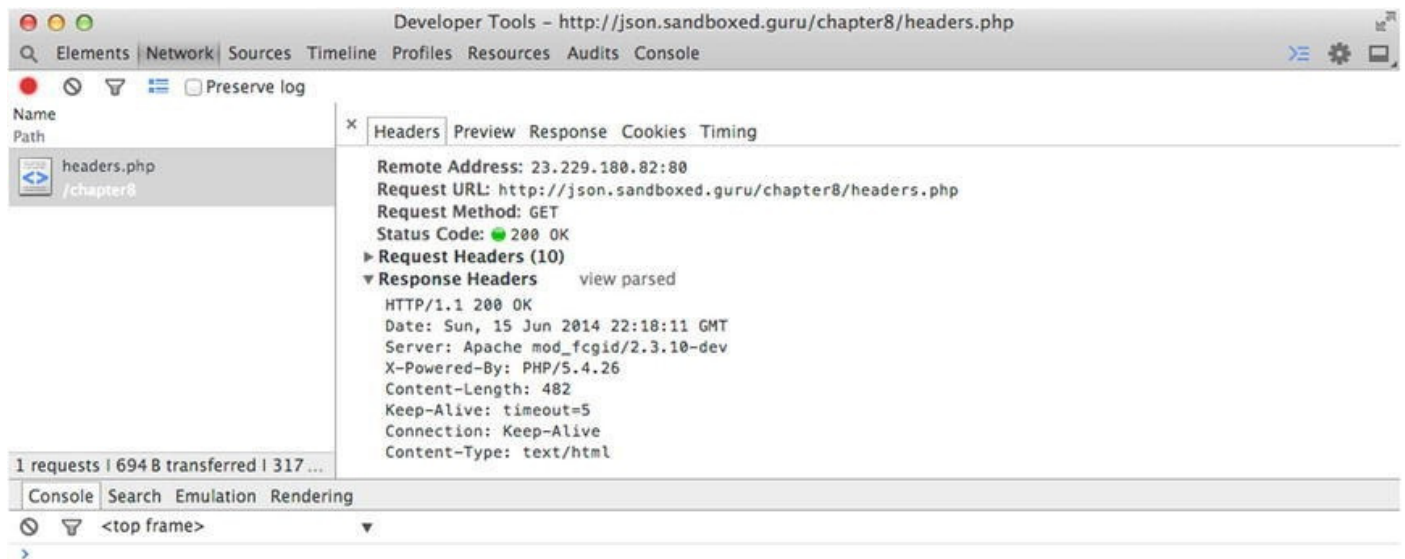 Developer Tools – http://json.sandboxed.guru/chapter8/headers.php
Elements Network Sources Timeline Profiles Resources Audits Console
Preserve log
Name
Path
headers.php
/chapter8
1 requests | 694 B transferred | 317 ...
× Headers Preview Response Cookies Timing
Remote Address: 23.229.180.82:80
Request URL: http://json.sandboxed.guru/chapter8/headers.php
Request Method: GET
Status Code: 200 OK
Request Headers (10)
Response Headers view parsed
HTTP/1.1 200 OK
Date: Sun, 15 Jun 2014 22:18:11 GMT
Server: Apache mod_fcgid/2.3.10-dev
X-Powered-By: PHP/5.4.26
Content-Length: 482
Keep-Alive: timeout=5
Connection: Keep-Alive
Content-Type: text/html
Console Search Emulation Rendering
<top frame>
>